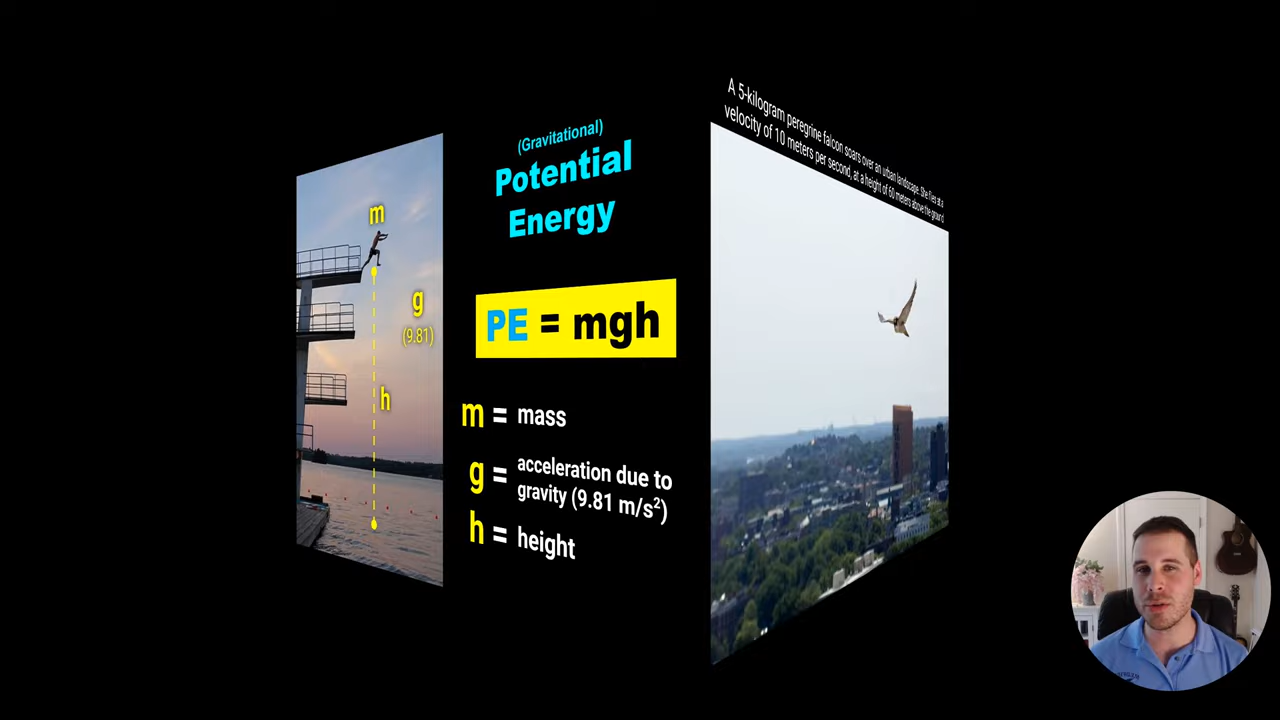 m
g
(9.81)
h
(Gravitational)
Potential
Energy
PE = mgh
m = mass
g = acceleration due to
gravity (9.81 m/s²)
h = height
A 5-kilogram peregrine falcon soars over an urban landscape. She flies at a
velocity of 10 meters per second, at a height of 60 meters above the ground